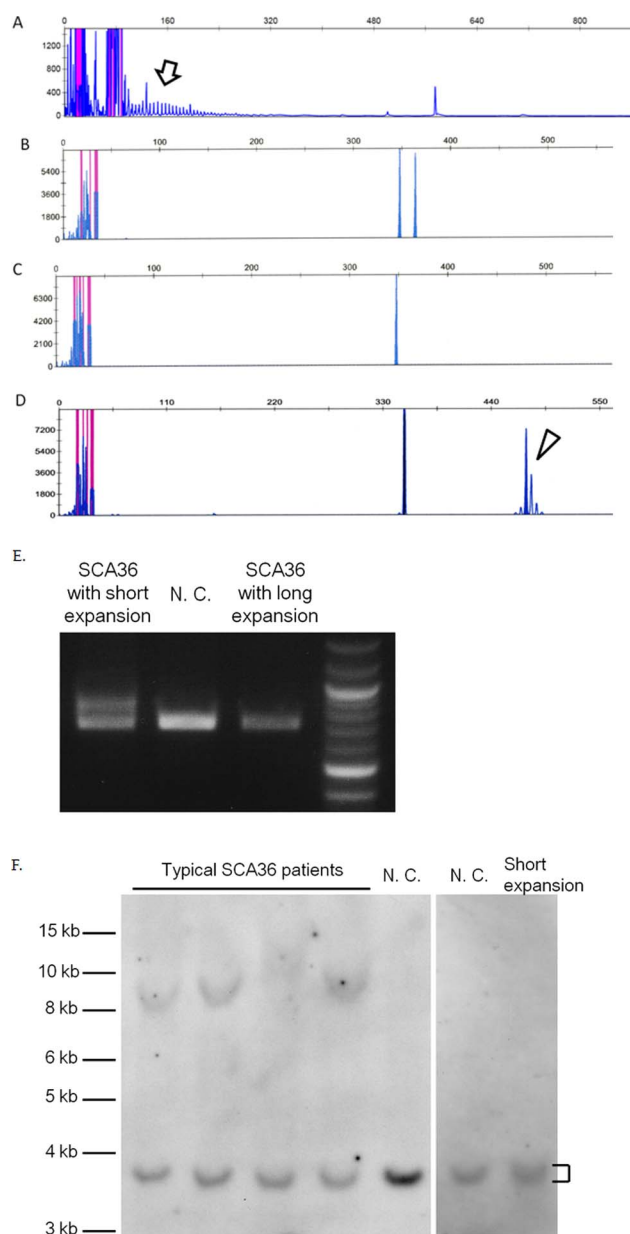 A
0 160 320 480 640 800
1200
800
400
0
B
0 100 200 300 400 500
5400
3600
1800
0
C
0 100 200 300 400 500
6300
4200
2100
0
D
0 110 220 330 440 550
7200
5400
3600
1800
0
E.
SCA36 with short expansion
N. C.
SCA36 with long expansion
F.
Typical SCA36 patients
N. C.
N. C.
Short expansion
15 kb
10 kb
8 kb
6 kb
5 kb
4 kb
3 kb